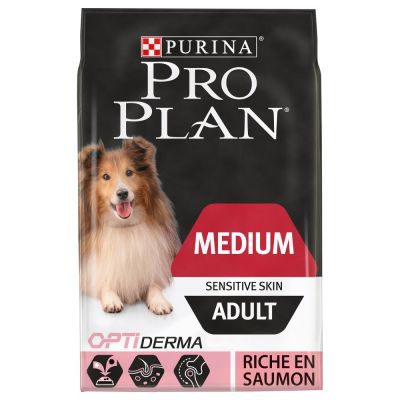 PURINA
PRO
PLAN®
MEDIUM
SENSITIVE SKIN
ADULT
OPTIDERMA
RICHE EN
SAUMON